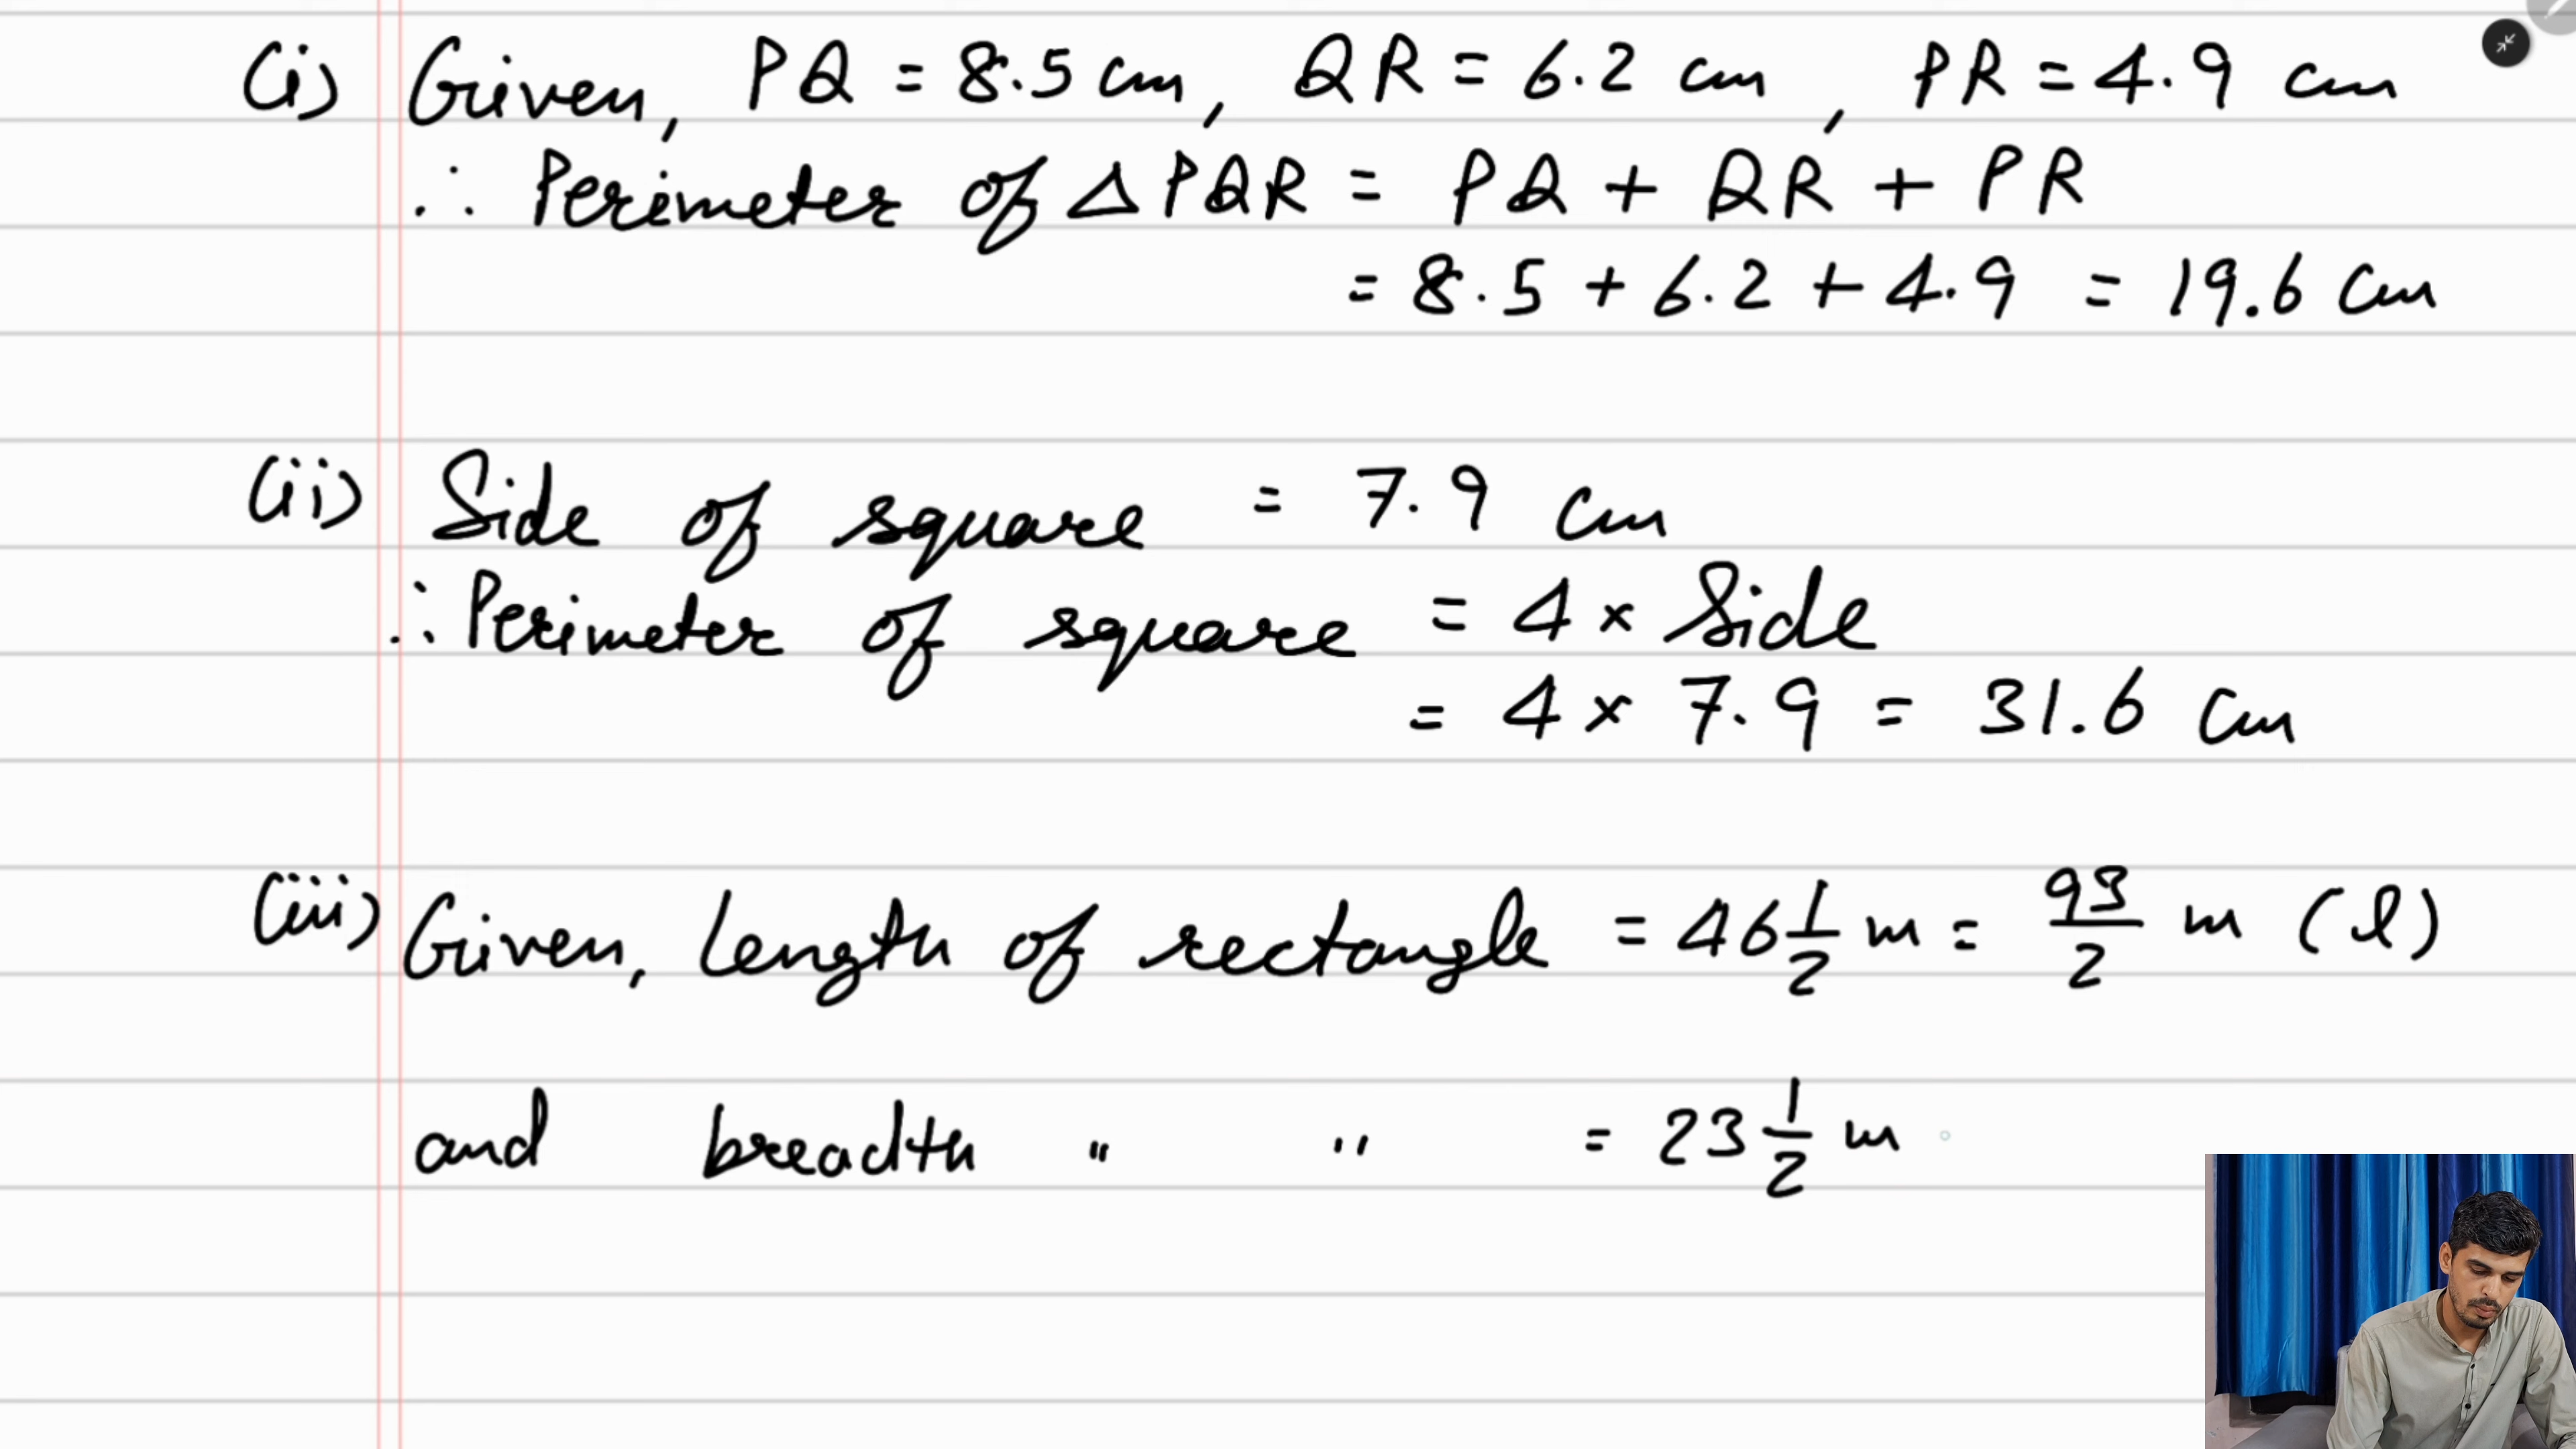 (i) Given, PQ = 8.5 cm, QR = 6.2 cm, PR = 4.9 cm
∴ Perimeter of △PQR = PQ + QR + PR
= 8.5 + 6.2 + 4.9 = 19.6 cm
(ii) Side of square = 7.9 cm
∴ Perimeter of square = 4 × Side
= 4 × 7.9 = 31.6 cm
(iii) Given, length of rectangle = 46 1/2 m = 93/2 m (l)
and breadth " " = 23 1/2 m